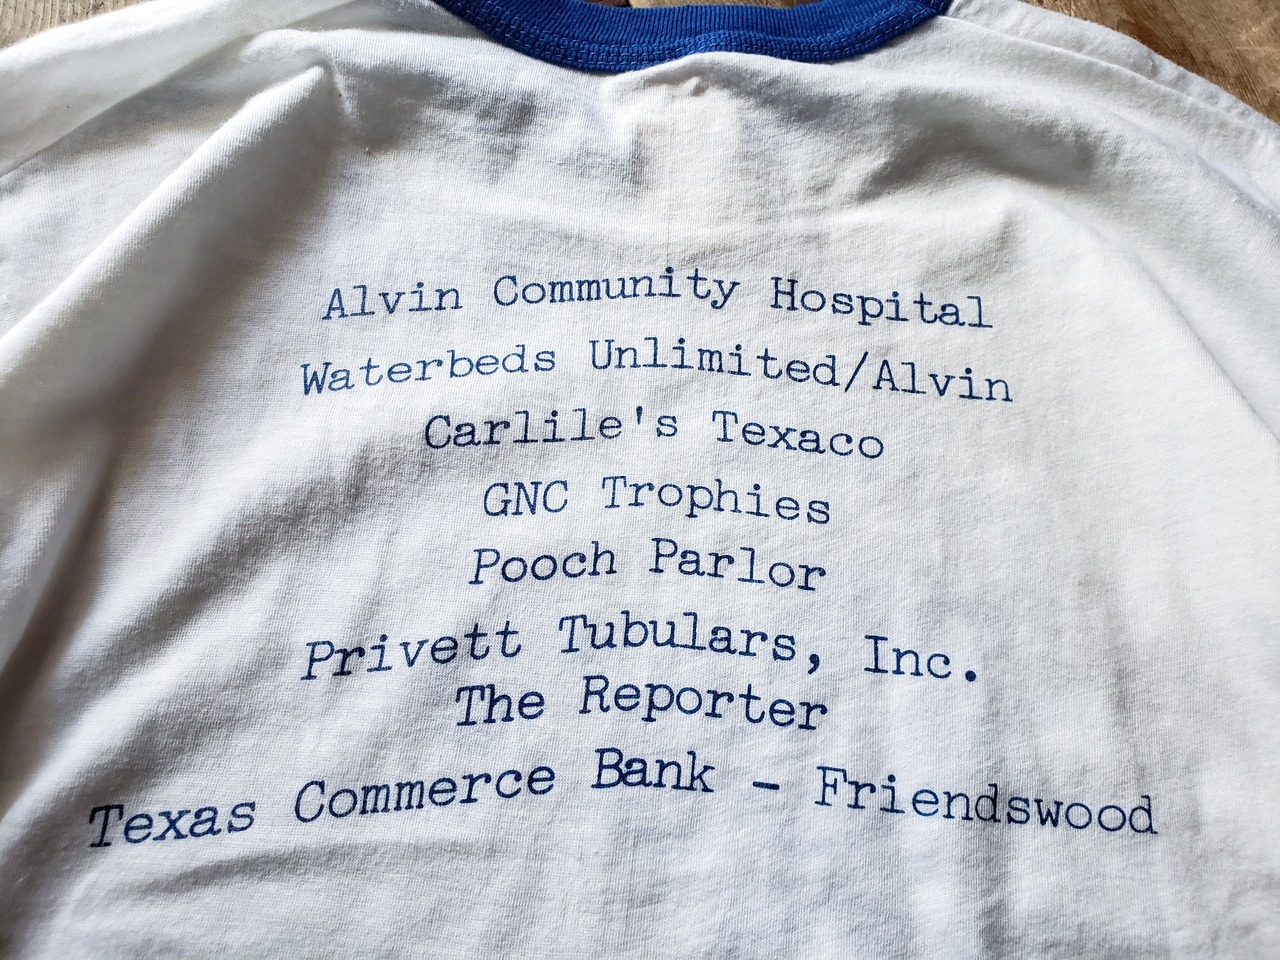 Alvin Community Hospital
Waterbeds Unlimited/Alvin
Carlile's Texaco
GNC Trophies
Pooch Parlor
Privett Tubulars, Inc.
The Reporter
Texas Commerce Bank - Friendswood